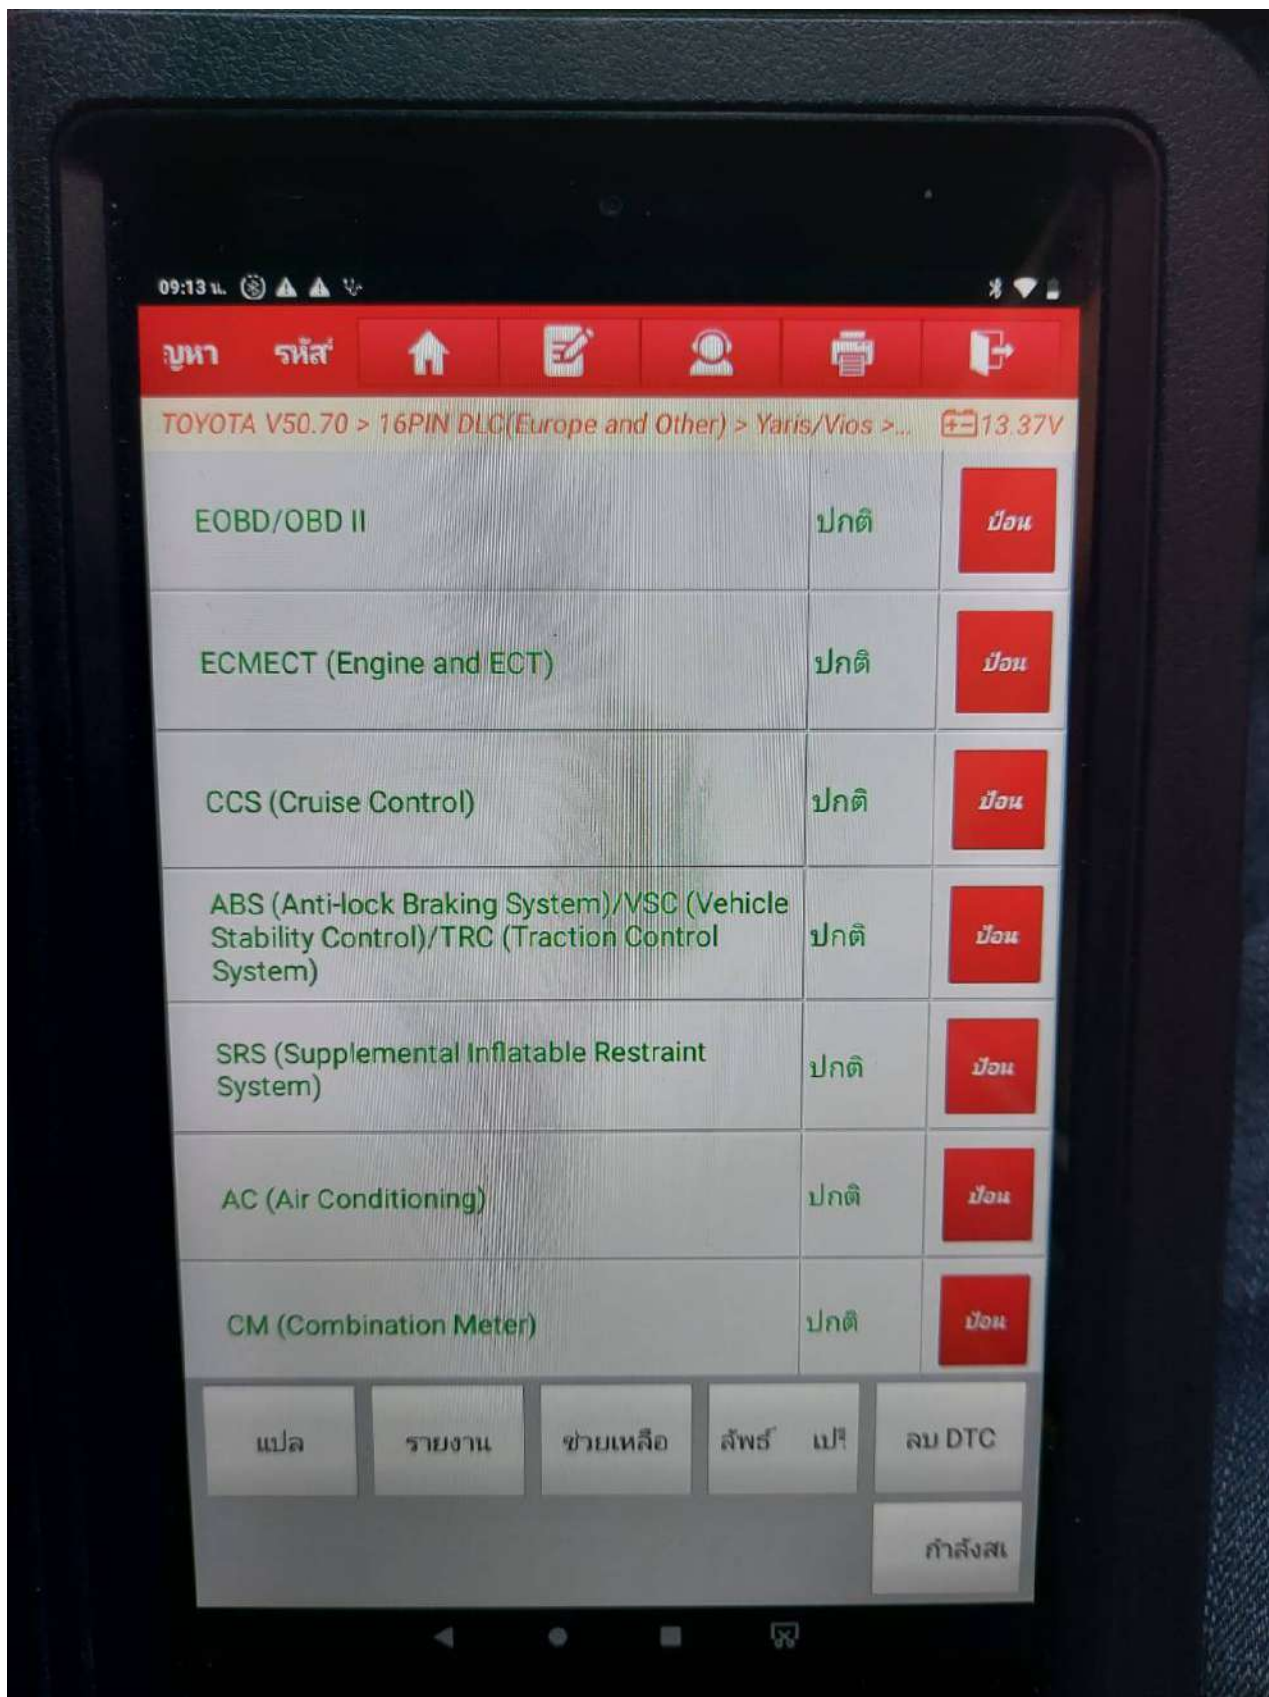 09:13 น.
ญหา รหัส
TOYOTA V50.70 > 16PIN DLC(Europe and Other) > Yaris/Vios >... 13.37V
EOBD/OBD II ปกติ ป้อน
ECMECT (Engine and ECT) ปกติ ป้อน
CCS (Cruise Control) ปกติ ป้อน
ABS (Anti-lock Braking System)/VSC (Vehicle
Stability Control)/TRC (Traction Control ปกติ ป้อน
System)
SRS (Supplemental Inflatable Restraint
System) ปกติ ป้อน
AC (Air Conditioning) ปกติ ป้อน
CM (Combination Meter) ปกติ ป้อน
แปล รายงาน ช่วยเหลือ ลัพธ์ เปรี ลบ DTC
กำลังสเ